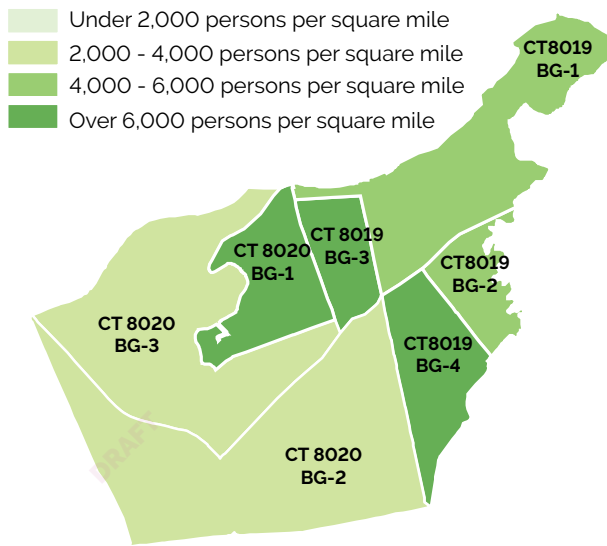 Under 2,000 persons per square mile
2,000 - 4,000 persons per square mile
4,000 - 6,000 persons per square mile
Over 6,000 persons per square mile
CT8019
BG-1
CT 8020
BG-1
CT 8019
BG-3
CT8019
BG-2
CT 8020
BG-3
CT8019
BG-4
CT 8020
BG-2
DRAFT